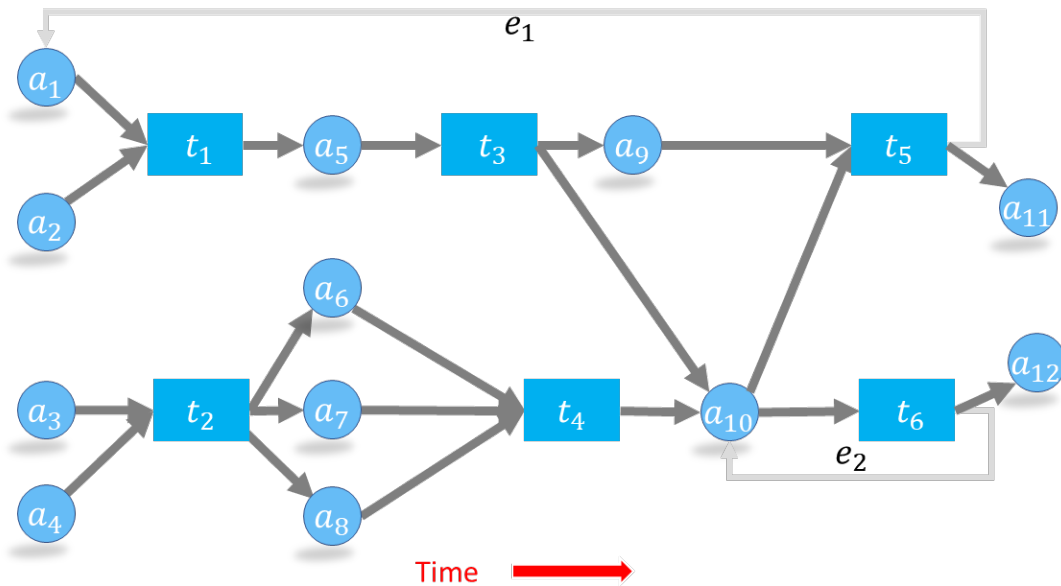 e₁
a₁
t₁
a₅
t₃
a₉
t₅
a₂
a₁₁
a₆
a₃
t₂
a₇
t₄
a₁₀
t₆
a₁₂
e₂
a₄
a₈
Time